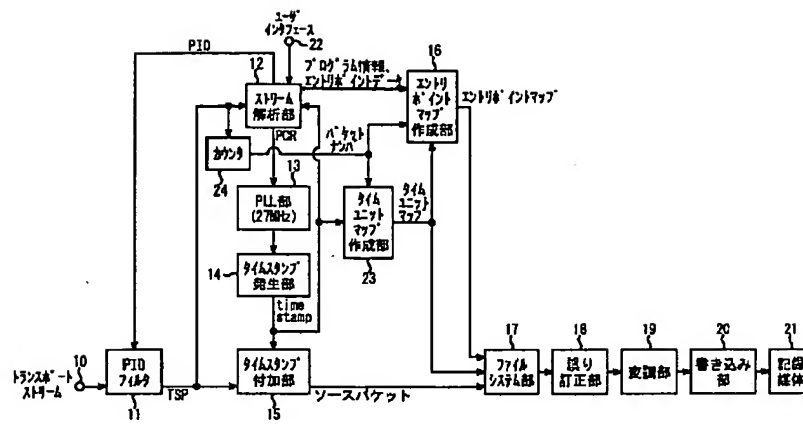 ユーザ
インタフェース
22
PID
12
ストリーム
解析部
プログラム情報、
エントリポイントデータ
16
エントリ
ポイント
マップ
作成部
エントリポイントマップ
PCR
パケット
ナンバ
カウンタ
24
13
PLL部
(27MHz)
タイム
ユニット
マップ
作成部
23
タイム
ユニット
マップ
14
タイムスタンプ
発生部
time
stamp
10
トランスポート
ストリーム
PID
フィルタ
11
TSP
タイムスタンプ
付加部
15
ソースパケット
17
ファイル
システム部
18
誤り
訂正部
19
変調部
20
書き込み
部
21
記録
媒体